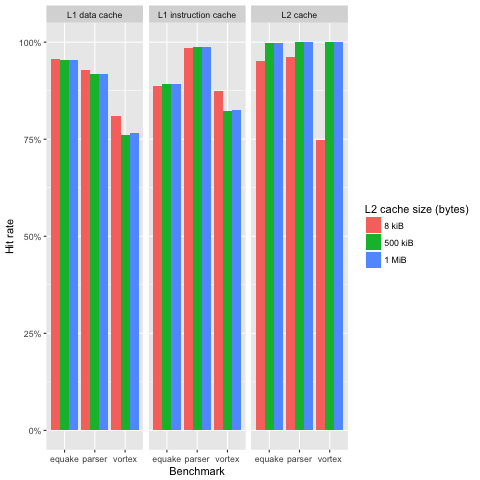 L1 data cache L1 instruction cache L2 cache
100%
75%
50%
25%
0%
Hit rate
equake parser vortex equake parser vortex equake parser vortex
Benchmark
L2 cache size (bytes)
8 kiB
500 kiB
1 MiB